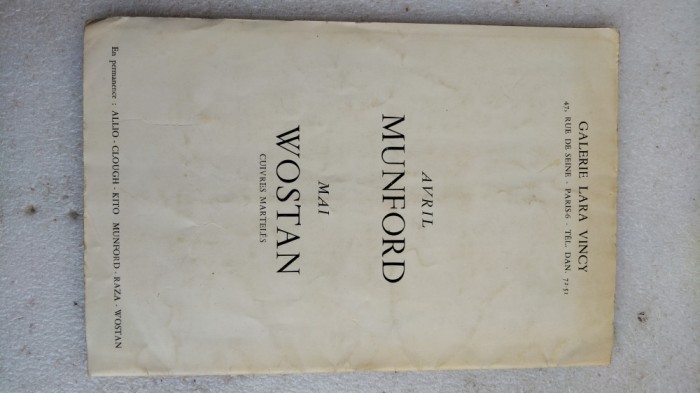 GALERIE LARA VINCY
47, RUE DE SEINE - PARIS-6 - TÉL. DAN. 72-51
AVRIL
MUNFORD
MAI
WOSTAN
CUIVRES MARTELÉS
En permanence : ALLIO - CLOUGH - KITO MUNFORD - RAZA - WOSTAN